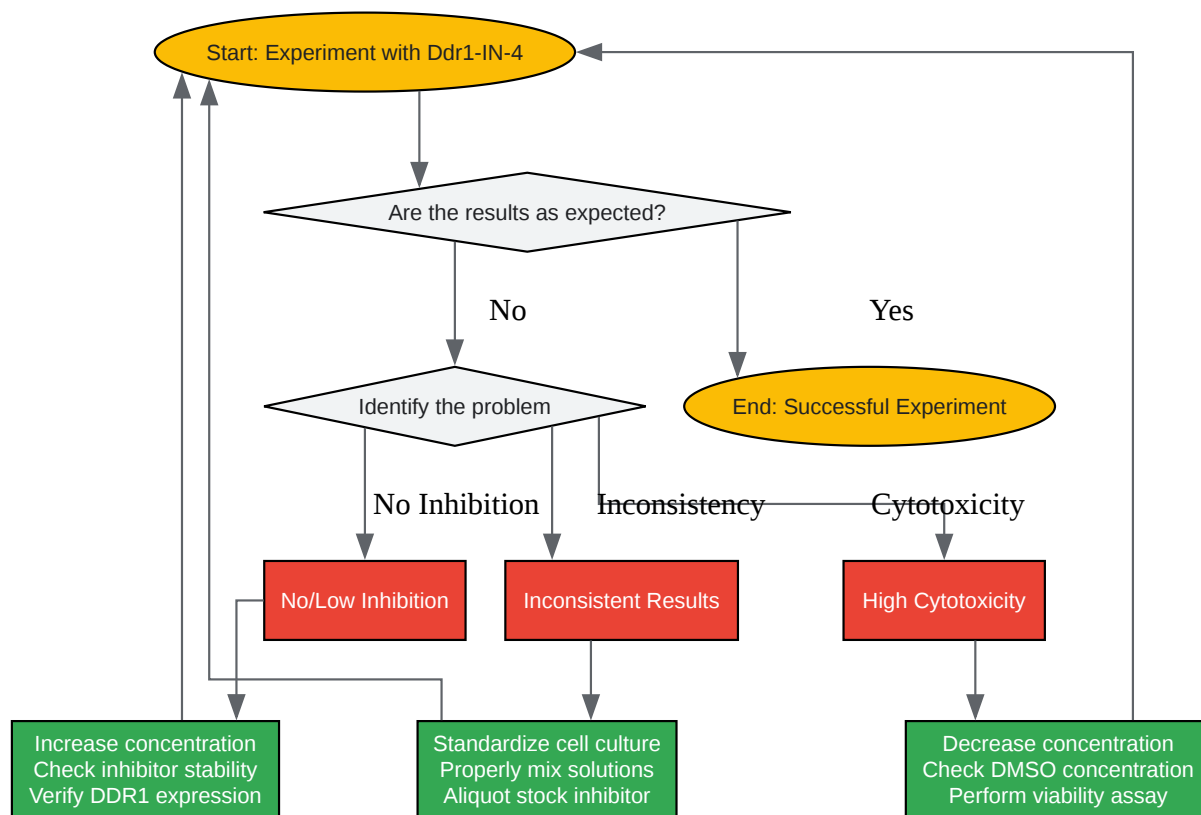 Start: Experiment with Ddr1-IN-4
Are the results as expected?
No
Yes
Identify the problem
End: Successful Experiment
No Inhibition
Inconsistency
Cytotoxicity
No/Low Inhibition
Inconsistent Results
High Cytotoxicity
Increase concentration
Check inhibitor stability
Verify DDR1 expression
Standardize cell culture
Properly mix solutions
Aliquot stock inhibitor
Decrease concentration
Check DMSO concentration
Perform viability assay